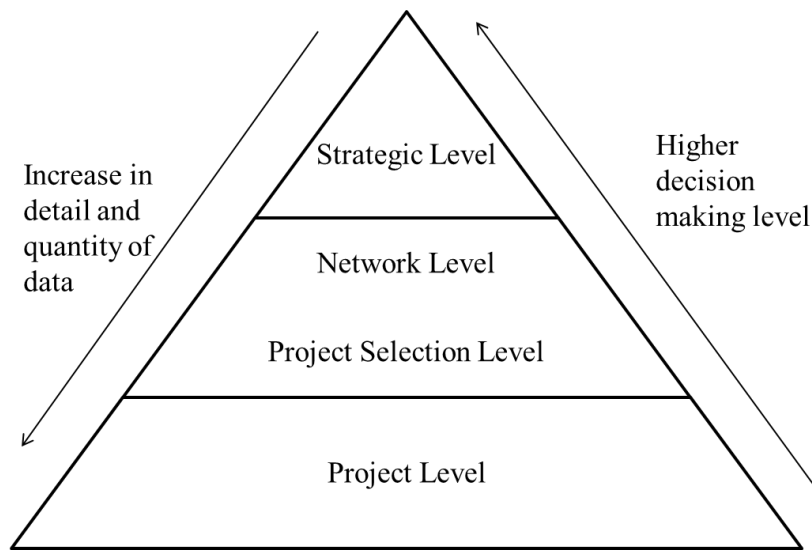 Strategic Level
Increase in
detail and
quantity of
data
Higher
decision
making level
Network Level
Project Selection Level
Project Level